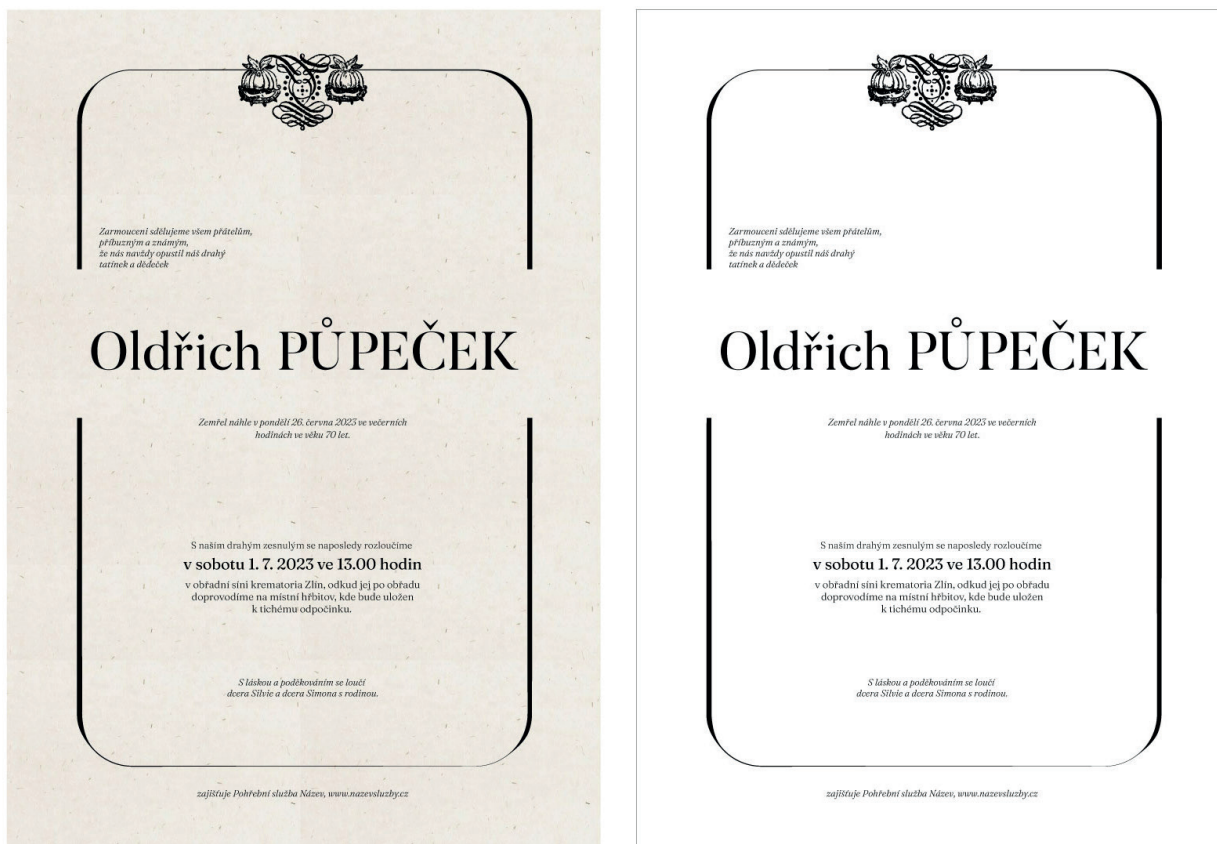 Zarmoucení sdělujeme všem přátelům,
příbuzným a známým,
že nás navždy opustil náš drahý
tatínek a dědeček
Oldřich PŮPEČEK
Zemřel náhle v pondělí 26. června 2023 ve večerních
hodinách ve věku 70 let.
S naším drahým zesnulým se naposledy rozloučíme
v sobotu 1. 7. 2023 ve 13.00 hodin
v obřadní síni krematoria Zlín, odkud jej po obřadu
doprovodíme na místní hřbitov, kde bude uložen
k tichému odpočinku.
S láskou a poděkováním se loučí
dcera Silvie a dcera Simona s rodinou.
zajišťuje Pohřební služba Název, www.nazevsluzby.cz
Zarmoucení sdělujeme všem přátelům,
příbuzným a známým,
že nás navždy opustil náš drahý
tatínek a dědeček
Oldřich PŮPEČEK
Zemřel náhle v pondělí 26. června 2023 ve večerních
hodinách ve věku 70 let.
S naším drahým zesnulým se naposledy rozloučíme
v sobotu 1. 7. 2023 ve 13.00 hodin
v obřadní síni krematoria Zlín, odkud jej po obřadu
doprovodíme na místní hřbitov, kde bude uložen
k tichému odpočinku.
S láskou a poděkováním se loučí
dcera Silvie a dcera Simona s rodinou.
zajišťuje Pohřební služba Název, www.nazevsluzby.cz